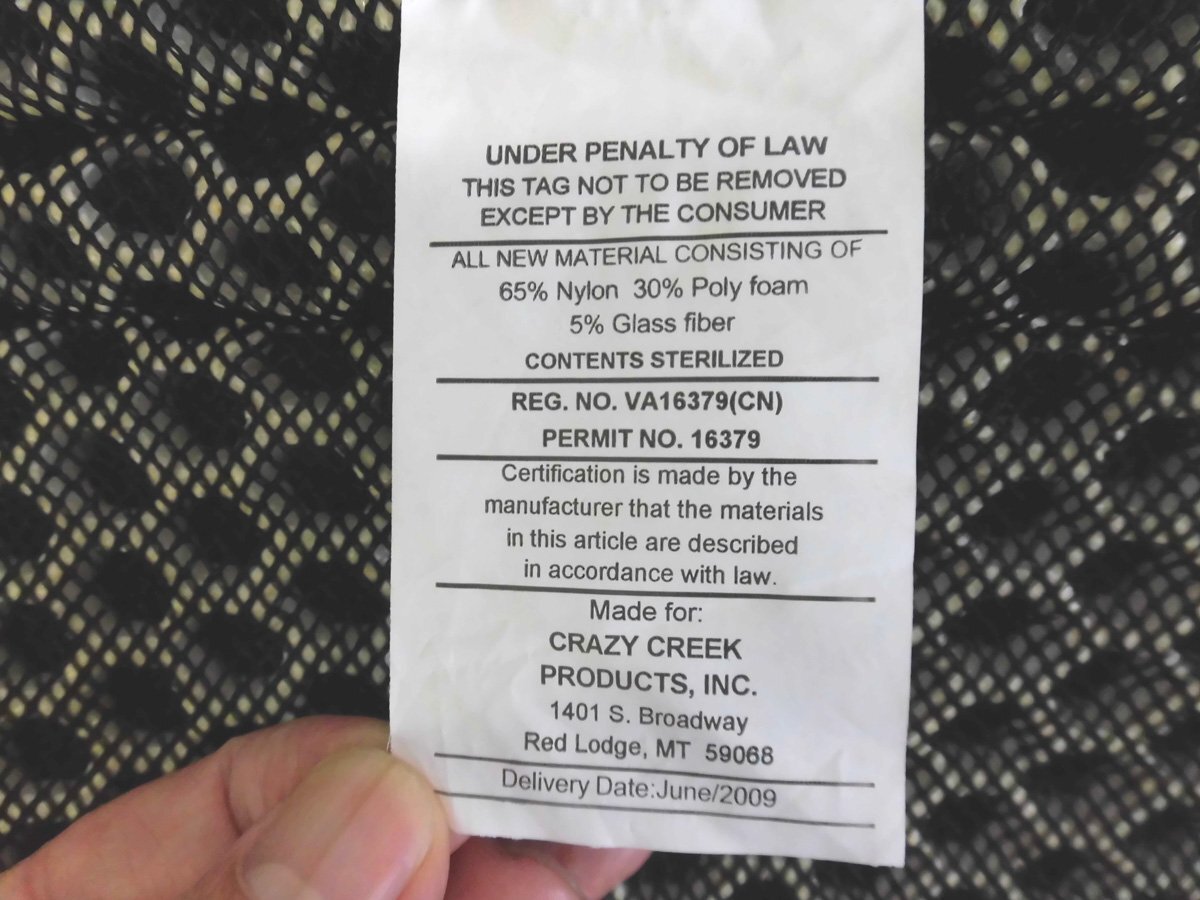 UNDER PENALTY OF LAW
THIS TAG NOT TO BE REMOVED
EXCEPT BY THE CONSUMER
ALL NEW MATERIAL CONSISTING OF
65% Nylon 30% Poly foam
5% Glass fiber
CONTENTS STERILIZED
REG. NO. VA16379(CN)
PERMIT NO. 16379
Certification is made by the
manufacturer that the materials
in this article are described
in accordance with law.
Made for:
CRAZY CREEK
PRODUCTS, INC.
1401 S. Broadway
Red Lodge, MT 59068
Delivery Date:June/2009